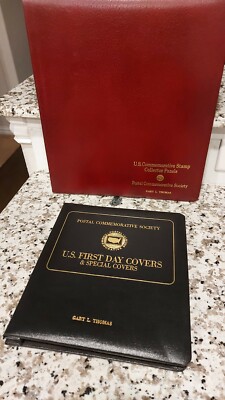 U.S. Commemorative Stamp
Collector Panels
Postal Commemorative Society
GARY L. THOMAS
POSTAL COMMEMORATIVE SOCIETY
U.S. FIRST DAY COVERS
& SPECIAL COVERS
GARY L. THOMAS